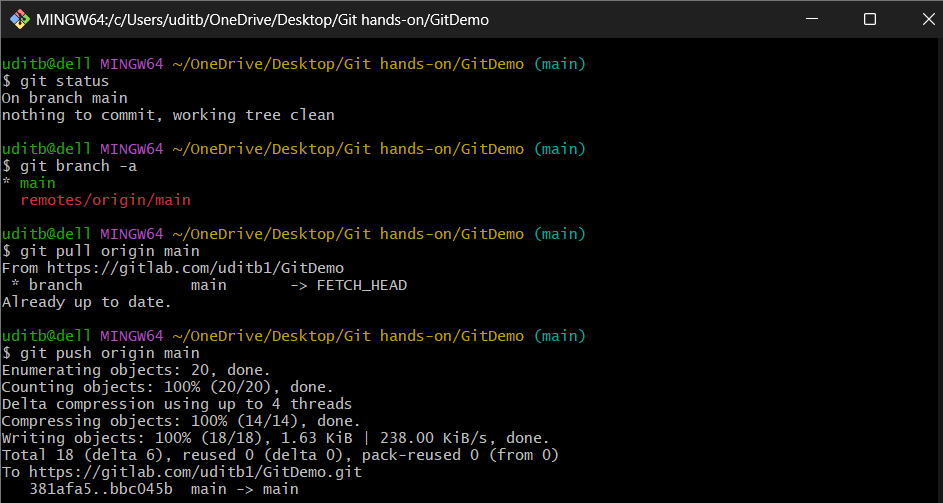 MINGW64:/c/Users/uditb/OneDrive/Desktop/Git hands-on/GitDemo
uditb@dell MINGW64 ~/OneDrive/Desktop/Git hands-on/GitDemo (main)
$ git status
On branch main
nothing to commit, working tree clean
uditb@dell MINGW64 ~/OneDrive/Desktop/Git hands-on/GitDemo (main)
$ git branch -a
* main
  remotes/origin/main
uditb@dell MINGW64 ~/OneDrive/Desktop/Git hands-on/GitDemo (main)
$ git pull origin main
From https://gitlab.com/uditb1/GitDemo
 * branch            main       -> FETCH_HEAD
Already up to date.
uditb@dell MINGW64 ~/OneDrive/Desktop/Git hands-on/GitDemo (main)
$ git push origin main
Enumerating objects: 20, done.
Counting objects: 100% (20/20), done.
Delta compression using up to 4 threads
Compressing objects: 100% (14/14), done.
Writing objects: 100% (18/18), 1.63 KiB | 238.00 KiB/s, done.
Total 18 (delta 6), reused 0 (delta 0), pack-reused 0 (from 0)
To https://gitlab.com/uditb1/GitDemo.git
   381afa5..bbc045b  main -> main